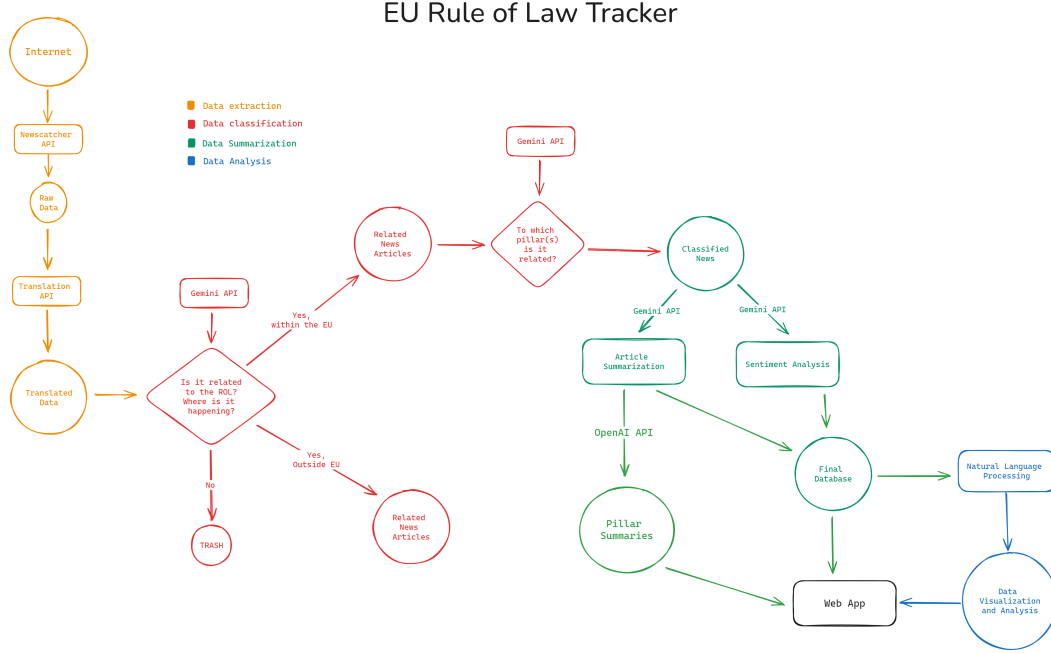 EU Rule of Law Tracker
Internet
Newscatcher
API
Raw
Data
Translation
API
Translated
Data
Data extraction
Data classification
Data Summarization
Data Analysis
Gemini API
Is it related
to the ROL?
Where is it
happening?
Yes,
within the EU
Yes,
Outside EU
No
TRASH
Related
News
Articles
Related
News
Articles
Gemini API
To which
pillar(s)
is it
related?
Classified
News
Gemini API
Gemini API
Article
Summarization
Sentiment Analysis
OpenAI API
Pillar
Summaries
Final
Database
Natural Language
Processing
Data
Visualization
and Analysis
Web App